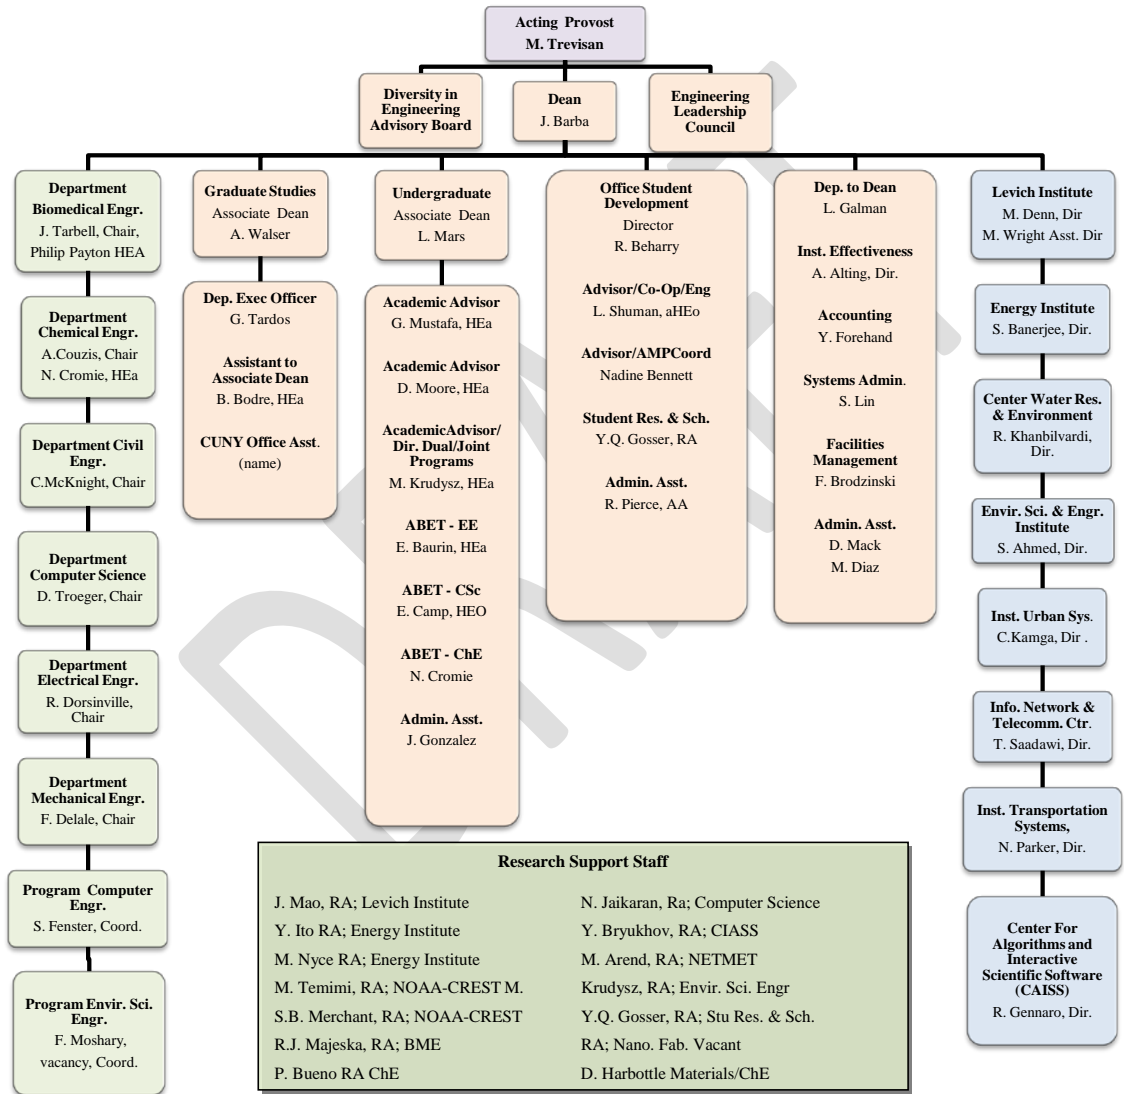 Acting Provost
M. Trevisan
Diversity in
Engineering
Advisory Board
Dean
J. Barba
Engineering
Leadership
Council
Department
Biomedical Engr.
J. Tarbell, Chair,
Philip Payton HEA
Department
Chemical Engr.
A.Couzis, Chair
N. Cromie, HEa
Department Civil
Engr.
C.McKnight, Chair
Department
Computer Science
D. Troeger, Chair
Department
Electrical Engr.
R. Dorsinville,
Chair
Department
Mechanical Engr.
F. Delale, Chair
Program Computer
Engr.
S. Fenster, Coord.
Program Envir. Sci.
Engr.
F. Moshary,
vacancy, Coord.
Graduate Studies
Associate Dean
A. Walser
Dep. Exec Officer
G. Tardos
Assistant to
Associate Dean
B. Bodre, HEa
CUNY Office Asst.
(name)
Undergraduate
Associate Dean
L. Mars
Academic Advisor
G. Mustafa, HEa
Academic Advisor
D. Moore, HEa
AcademicAdvisor/
Dir. Dual/Joint
Programs
M. Krudysz, HEa
ABET - EE
E. Baurin, HEa
ABET - CSc
E. Camp, HEO
ABET - ChE
N. Cromie
Admin. Asst.
J. Gonzalez
Office Student
Development
Director
R. Beharry
Advisor/Co-Op/Eng
L. Shuman, aHEo
Advisor/AMPCoord
Nadine Bennett
Student Res. & Sch.
Y.Q. Gosser, RA
Admin. Asst.
R. Pierce, AA
Dep. to Dean
L. Galman
Inst. Effectiveness
A. Alting, Dir.
Accounting
Y. Forehand
Systems Admin.
S. Lin
Facilities
Management
F. Brodzinski
Admin. Asst.
D. Mack
M. Diaz
Levich Institute
M. Denn, Dir
M. Wright Asst. Dir
Energy Institute
S. Banerjee, Dir.
Center Water Res.
& Environment
R. Khanbilvardi,
Dir.
Envir. Sci. & Engr.
Institute
S. Ahmed, Dir.
Inst. Urban Sys.
C.Kamga, Dir .
Info. Network &
Telecomm. Ctr.
T. Saadawi, Dir.
Inst. Transportation
Systems,
N. Parker, Dir.
Center For
Algorithms and
Interactive
Scientific Software
(CAISS)
R. Gennaro, Dir.
Research Support Staff
J. Mao, RA; Levich Institute
Y. Ito RA; Energy Institute
M. Nyce RA; Energy Institute
M. Temimi, RA; NOAA-CREST M.
S.B. Merchant, RA; NOAA-CREST
R.J. Majeska, RA; BME
P. Bueno RA ChE
N. Jaikaran, Ra; Computer Science
Y. Bryukhov, RA; CIASS
M. Arend, RA; NETMET
Krudysz, RA; Envir. Sci. Engr
Y.Q. Gosser, RA; Stu Res. & Sch.
RA; Nano. Fab. Vacant
D. Harbottle Materials/ChE
DRAFT